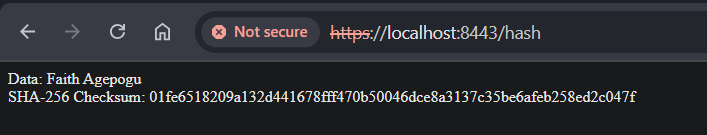 Not secure https://localhost:8443/hash
Data: Faith Agepogu
SHA-256 Checksum: 01fe6518209a132d441678fff470b50046dce8a3137c35be6afeb258ed2c047f